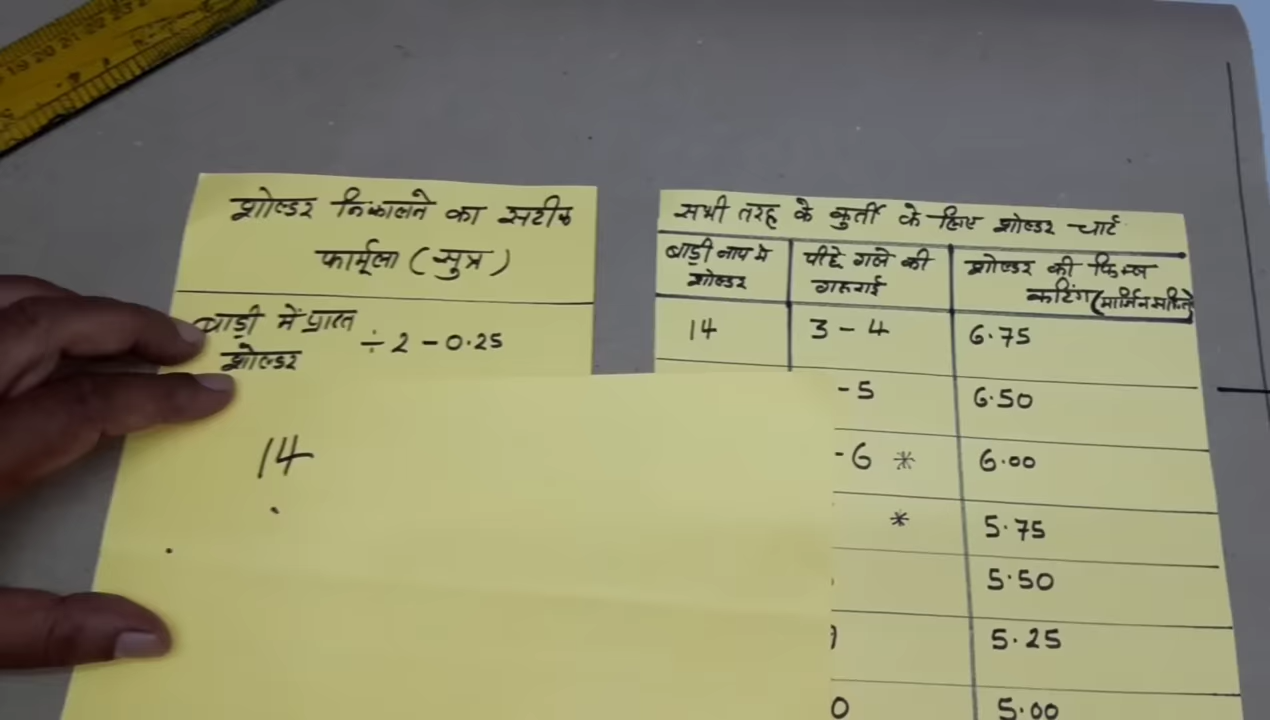 शोल्डर निकालने का सटीक
फार्मूला (सुत्र)
बाड़ी में प्राप्त
शोल्डर
÷ 2 - 0.25
14
सभी तरह के कुर्ती के लिए शोल्डर चार्ट
बाड़ी नाप मे
शोल्डर
पीछे गले की
गहराई
शोल्डर की फिक्स
कटिंग (मार्जिन सहित)
14
3 - 4
6.75
- 5
6.50
- 6 *
6.00
*
5.75
5.50
5.25
0
5.00